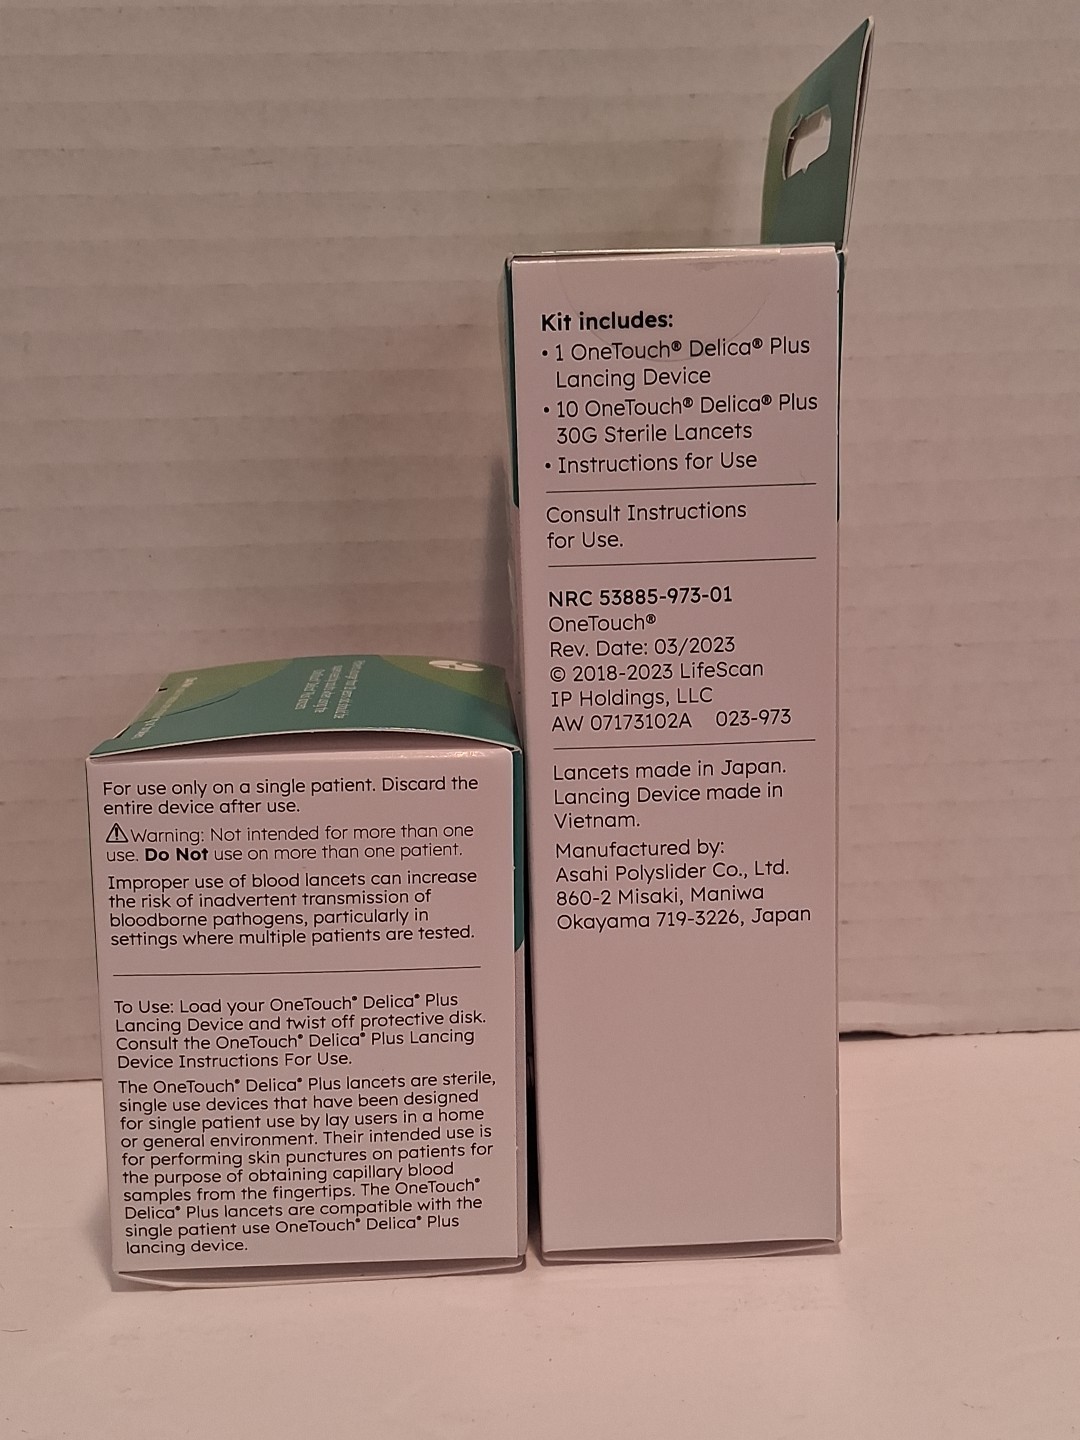 For use only on a single patient. Discard the
entire device after use.
⚠Warning: Not intended for more than one
use. Do Not use on more than one patient.
Improper use of blood lancets can increase
the risk of inadvertent transmission of
bloodborne pathogens, particularly in
settings where multiple patients are tested.
To Use: Load your OneTouch® Delica® Plus
Lancing Device and twist off protective disk.
Consult the OneTouch® Delica® Plus Lancing
Device Instructions For Use.
The OneTouch® Delica® Plus lancets are sterile,
single use devices that have been designed
for single patient use by lay users in a home
or general environment. Their intended use is
for performing skin punctures on patients for
the purpose of obtaining capillary blood
samples from the fingertips. The OneTouch®
Delica® Plus lancets are compatible with the
single patient use OneTouch® Delica® Plus
lancing device.
Kit includes:
• 1 OneTouch® Delica® Plus
Lancing Device
• 10 OneTouch® Delica® Plus
30G Sterile Lancets
• Instructions for Use
Consult Instructions
for Use.
NRC 53885-973-01
OneTouch®
Rev. Date: 03/2023
© 2018-2023 LifeScan
IP Holdings, LLC
AW 07173102A 023-973
Lancets made in Japan.
Lancing Device made in
Vietnam.
Manufactured by:
Asahi Polyslider Co., Ltd.
860-2 Misaki, Maniwa
Okayama 719-3226, Japan